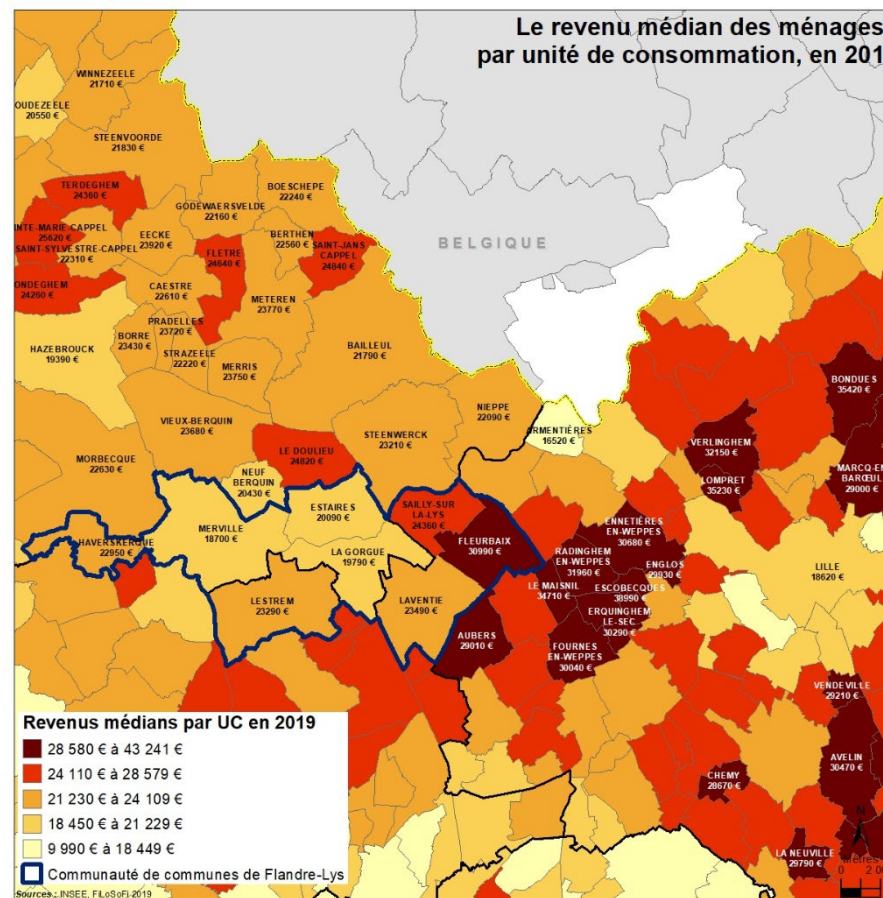 Le revenu médian des ménages
par unité de consommation, en 201
WINNEZEELE
21710 €
OUDEZEELE
20550 €
STEENVOORDE
21830 €
TERDEGHEM
24360 €
BOESCHEPE
22240 €
GODEWAERSVELDE
22160 €
INTE-MARIE CAPPEL
25620 €
EECKE
23920 €
BERTHEN
22560 €
SAINT-JANS
CAPPEL
24840 €
SAINT-SYLVESTRE-CAPPEL
22310 €
FLETRE
24640 €
BELGIQUE
ONDEGHEM
24260 €
CAESTRE
22610 €
METEREN
23770 €
PRADELLES
23720 €
BORRE
23430 €
HAZEBROUCK
19390 €
STRAZEELE
22220 €
MERRIS
23750 €
BAILLEUL
21790 €
BONDUES
35420 €
NIEPPE
22090 €
ARMENTIÈRES
16520 €
VIEUX-BERQUIN
23680 €
STEENWERCK
23210 €
VERLINGHEM
32150 €
LE DOULIEU
24820 €
MORBECQUE
22630 €
LOMPRET
35230 €
MARCQ-EN
BARŒUL
29000 €
NEUF
BERQUIN
20430 €
ESTAIRES
20090 €
SAILLY-SUR
LA-LYS
24360 €
MERVILLE
18700 €
ENNETIÈRES
EN-WEPPES
30680 €
HAVERSKERQUE
22950 €
FLEURBAIX
30990 €
LA GORGUE
19790 €
RADINGHEM
EN-WEPPES
31960 €
ENGLOS
29930 €
LILLE
18620 €
LE MAISNIL
34710 €
ESCOBECQUES
38990 €
LESTREM
23290 €
LAVENTIE
23490 €
ERQUINGHEM
LE-SEC
30290 €
AUBERS
29010 €
FOURNES
EN-WEPPES
30040 €
VENDEVILLE
29210 €
AVELIN
30470 €
CHEMY
28670 €
LA NEUVILLE
29790 €
N
0
Revenus médians par UC en 2019
28 580 € à 43 241 €
24 110 € à 28 579 €
21 230 € à 24 109 €
18 450 € à 21 229 €
9 990 € à 18 449 €
Communauté de communes de Flandre-Lys
Sources : INSEE, FiLoSoFi 2019